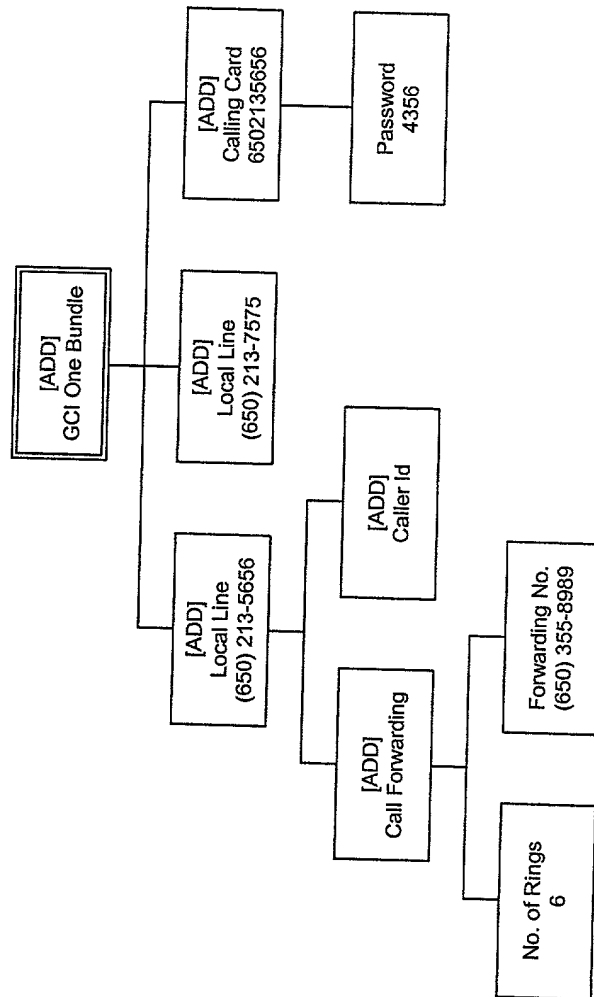 [ADD]
GCI One Bundle
[ADD]
Local Line
(650) 213-5656
[ADD]
Local Line
(650) 213-7575
[ADD]
Calling Card
6502135656
[ADD]
Call Forwarding
[ADD]
Caller Id
Password
4356
No. of Rings
6
Forwarding No.
(650) 355-8989